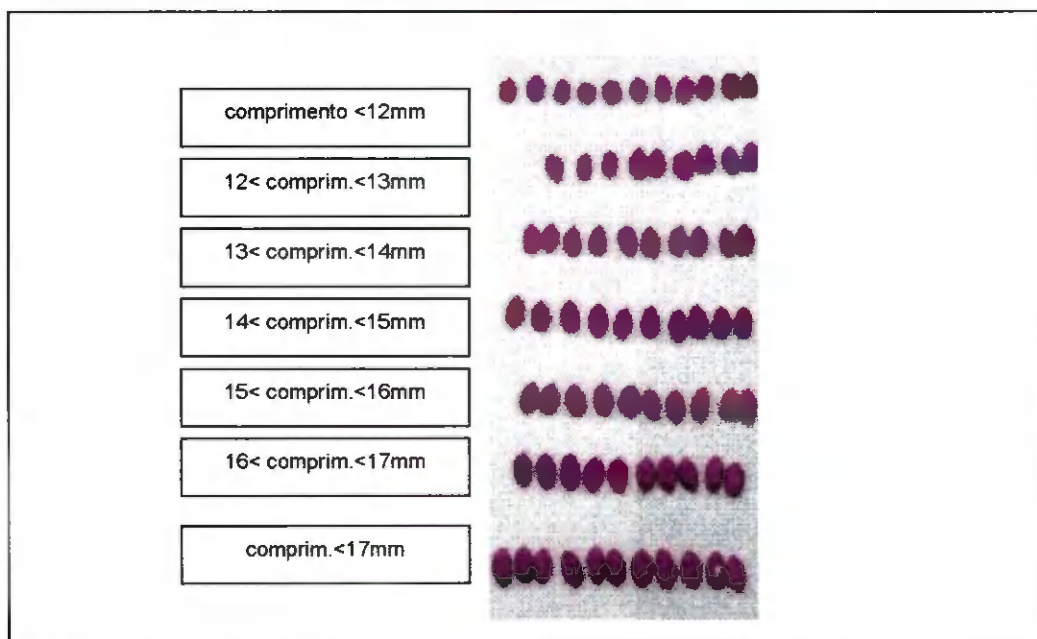 comprimento <12mm
12< comprim.<13mm
13< comprim.<14mm
14< comprim.<15mm
15< comprim.<16mm
16< comprim.<17mm
comprim.<17mm